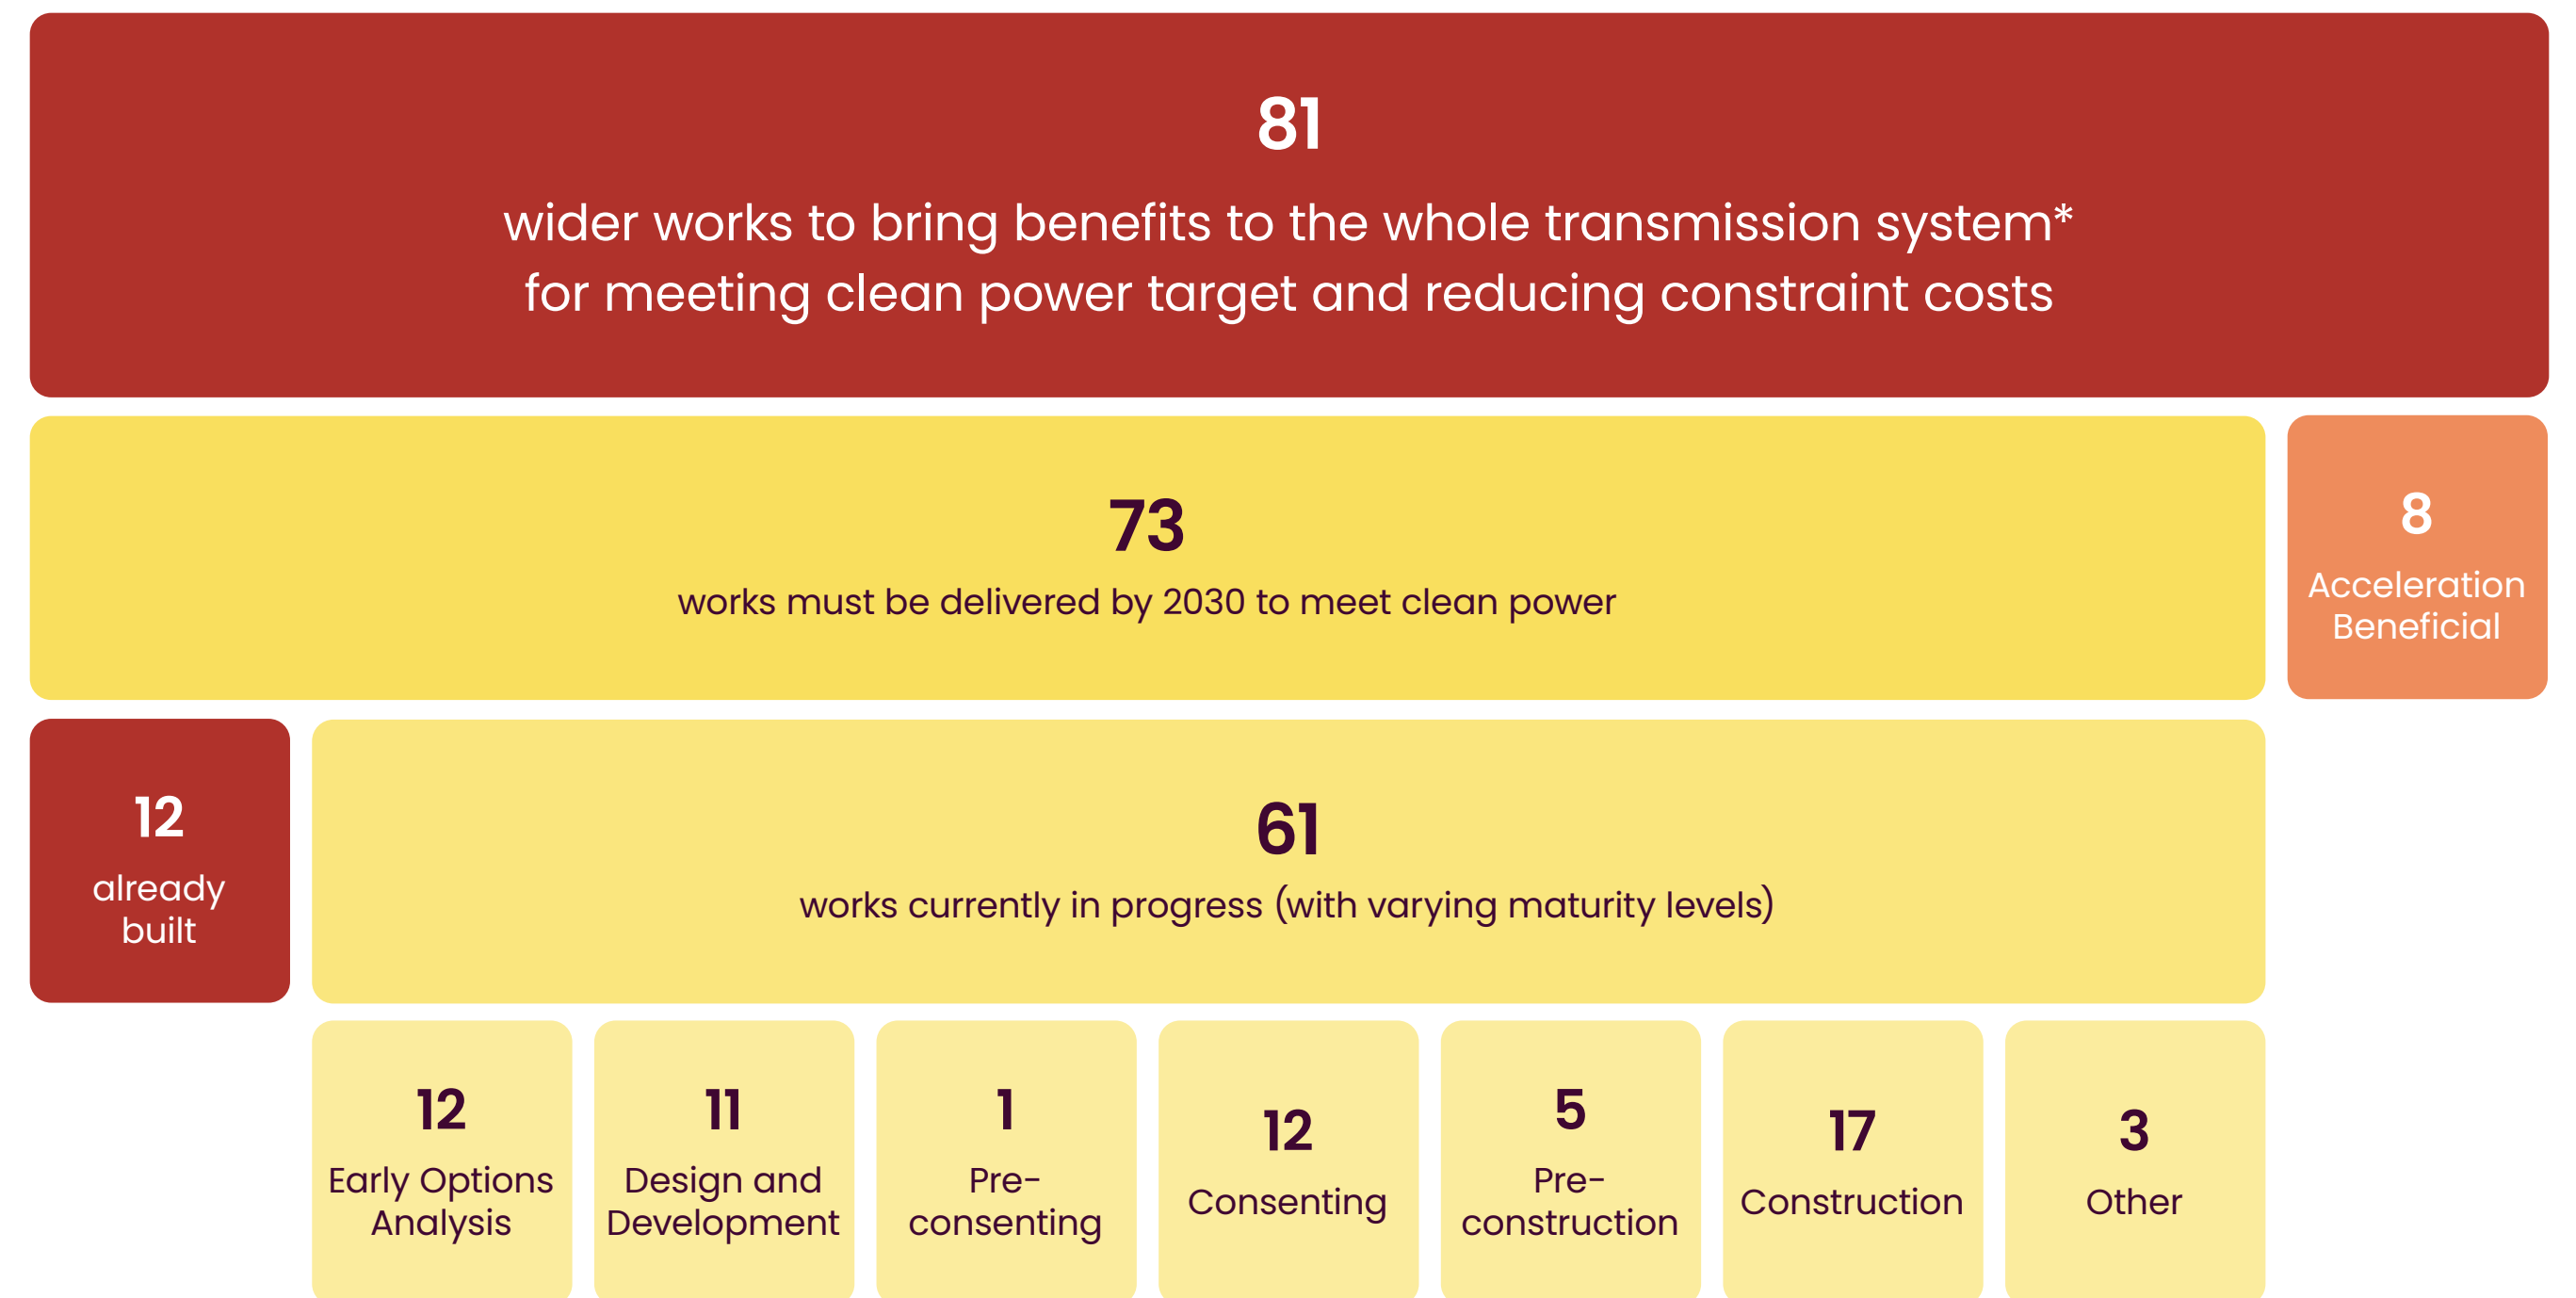 81
wider works to bring benefits to the whole transmission system*
for meeting clean power target and reducing constraint costs
73
works must be delivered by 2030 to meet clean power
8
Acceleration
Beneficial
12
already
built
61
works currently in progress (with varying maturity levels)
12
Early Options
Analysis
11
Design and
Development
1
Pre-
consenting
12
Consenting
5
Pre-
construction
17
Construction
3
Other